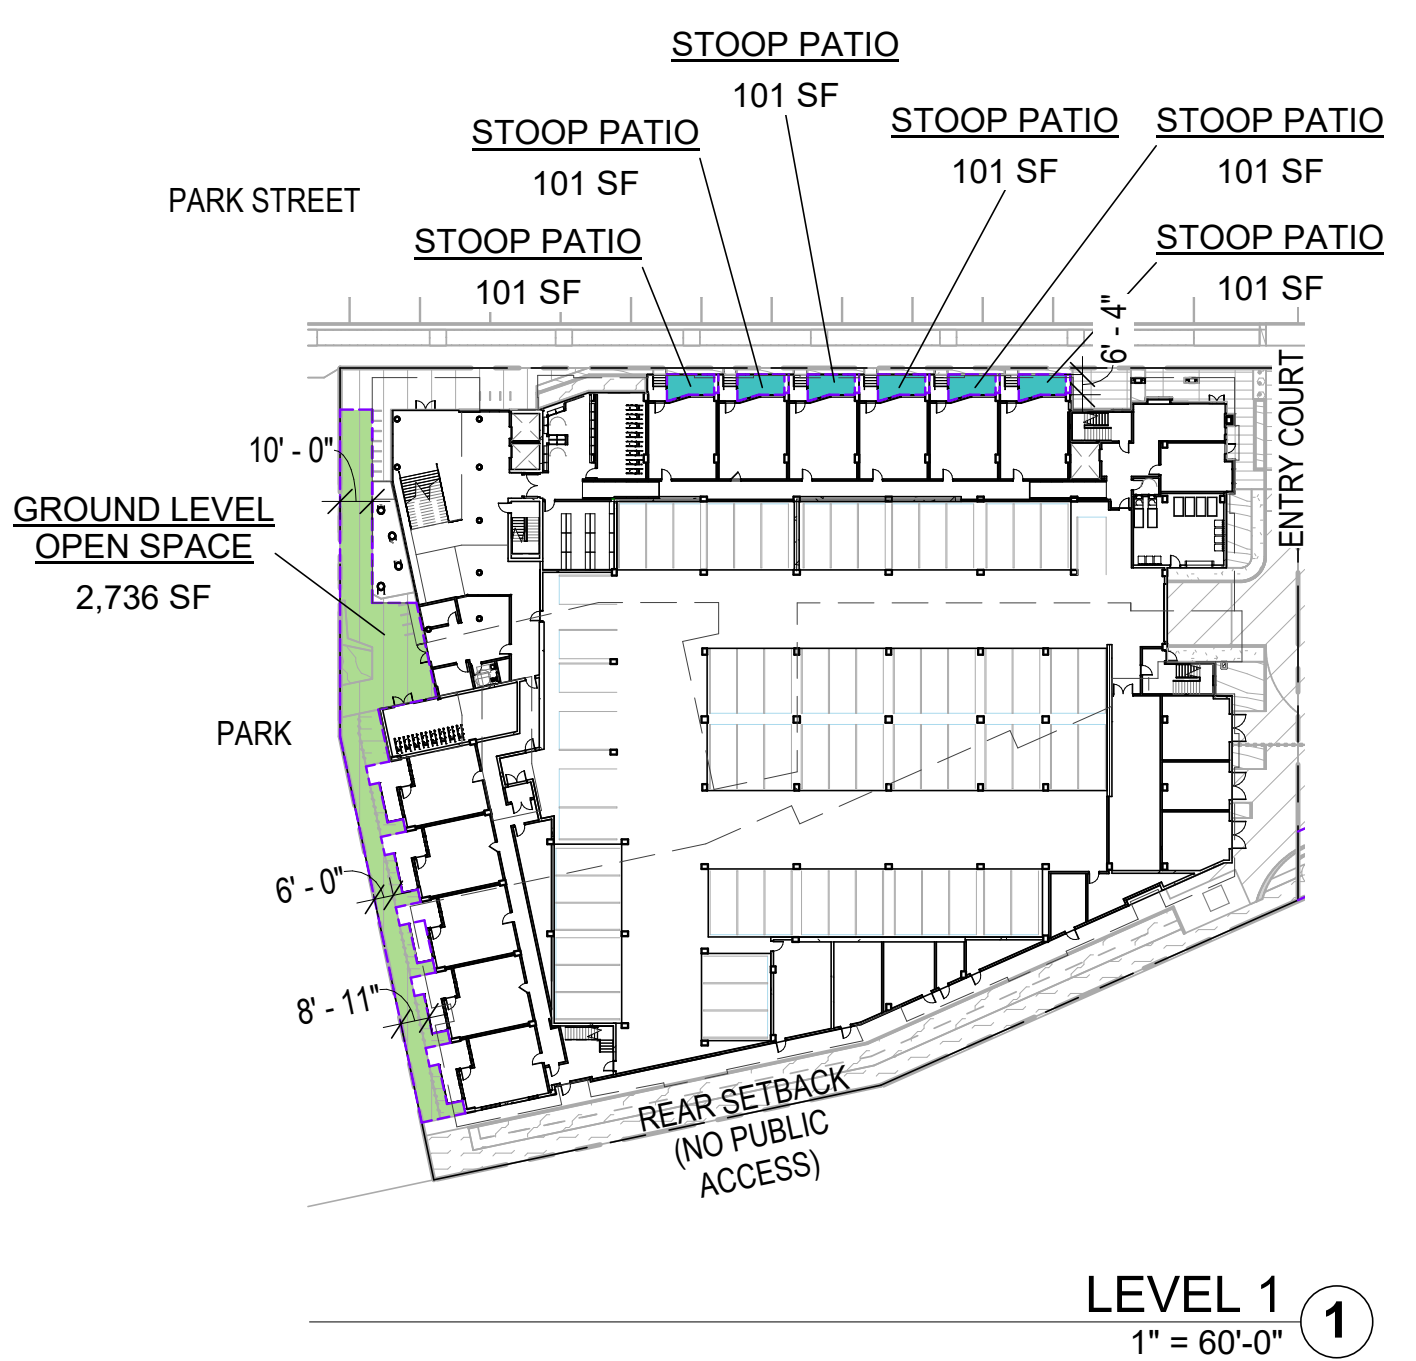 STOOP PATIO
101 SF
STOOP PATIO
101 SF
STOOP PATIO
101 SF
STOOP PATIO
101 SF
PARK STREET
STOOP PATIO
101 SF
STOOP PATIO
101 SF
6' - 4"
ENTRY COURT
10' - 0"
GROUND LEVEL
OPEN SPACE
2,736 SF
PARK
6' - 0"
8' - 11"
REAR SETBACK
(NO PUBLIC
ACCESS)
LEVEL 1
1
1" = 60'-0"